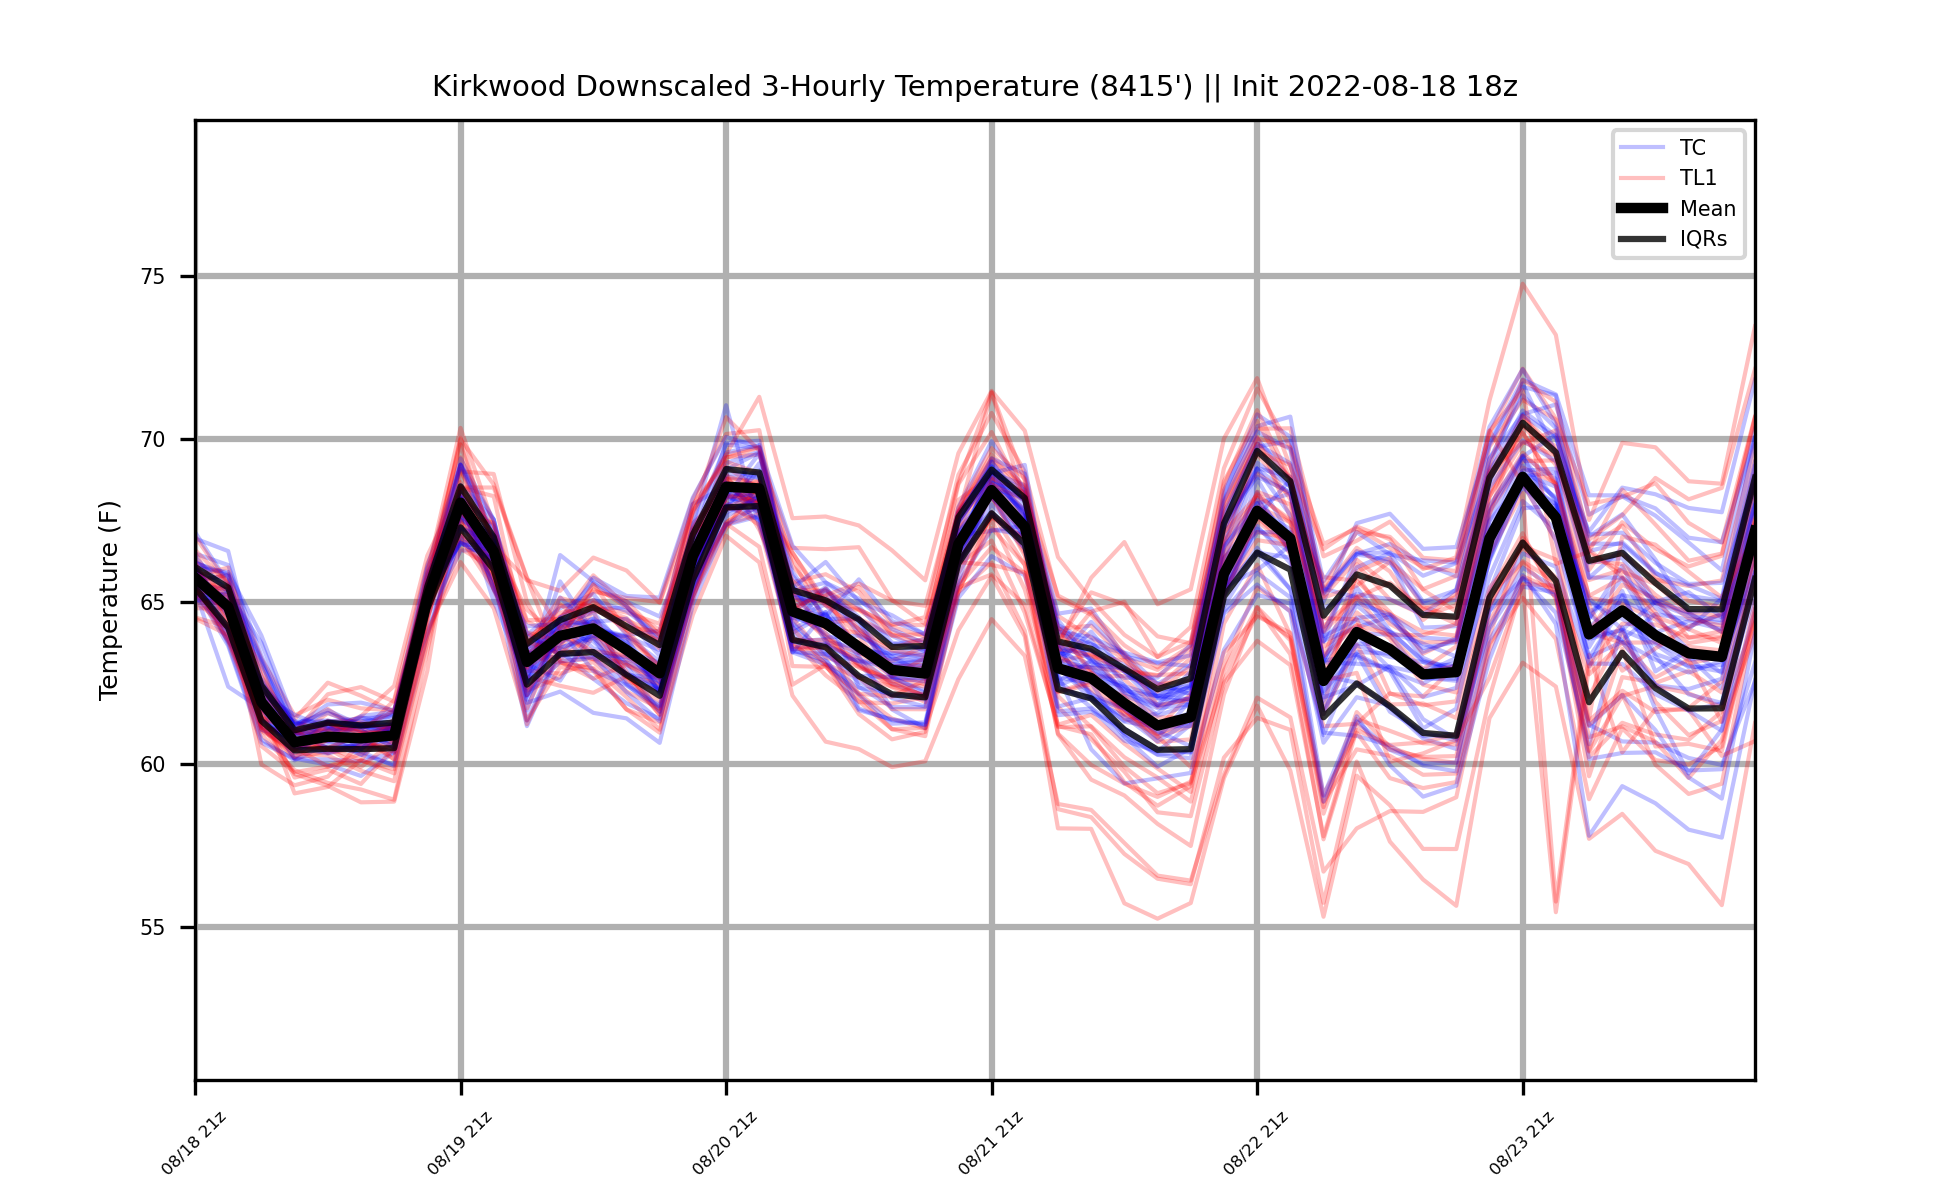 Kirkwood Downscaled 3-Hourly Temperature (8415') || Init 2022-08-18 18z
TC
TL1
Mean
IQRs
Temperature (F)
75
70
65
60
55
08/18 21z
08/19 21z
08/20 21z
08/21 21z
08/22 21z
08/23 21z